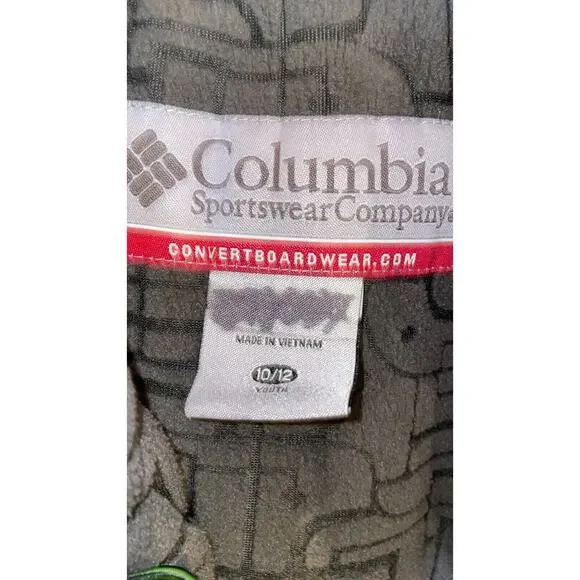 Columbia
Sportswear Company
CONVERTBOARDWEAR.COM
MADE IN VIETNAM
10/12
YOUTH